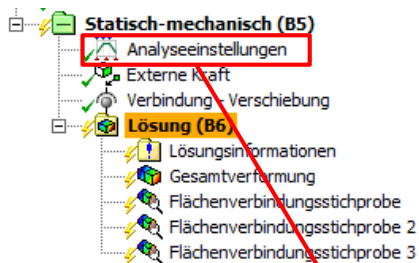 Statisch-mechanisch (B5)
Analyseeinstellungen
Externe Kraft
Verbindung - Verschiebung
Lösung (B6)
Lösungsinformationen
Gesamtverformung
Flächenverbindungsstichprobe
Flächenverbindungsstichprobe 2
Flächenverbindungsstichprobe 3